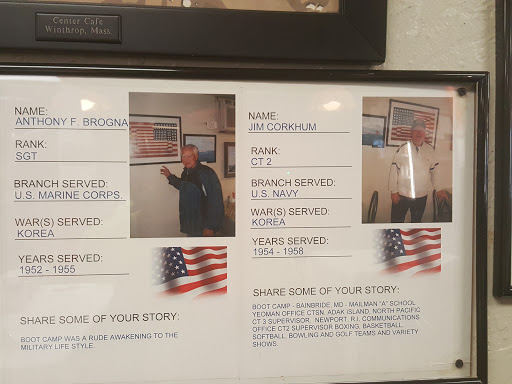 Center Cafe
Winthrop, Mass.
NAME:
ANTHONY F. BROGNA
RANK:
SGT
BRANCH SERVED:
U.S. MARINE CORPS.
WAR(S) SERVED:
KOREA
YEARS SERVED:
1952 - 1955
SHARE SOME OF YOUR STORY:
BOOT CAMP WAS A RUDE AWAKENING TO THE
MILITARY LIFE STYLE.
NAME:
JIM CORKHUM
RANK:
CT 2
BRANCH SERVED:
U.S. NAVY
WAR(S) SERVED:
KOREA
YEARS SERVED:
1954 - 1958
SHARE SOME OF YOUR STORY:
BOOT CAMP - BAINBRIDE, MD - MAILMAN "A" SCHOOL
YEOMAN OFFICE CTSN, ADAK ISLAND, NORTH PACIFIC
CT 3 SUPERVISOR. NEWPORT, R.I. COMMUNICATIONS
OFFICE CT2 SUPERVISOR BOXING, BASKETBALL,
SOFTBALL, BOWLING AND GOLF TEAMS AND VARIETY
SHOWS.